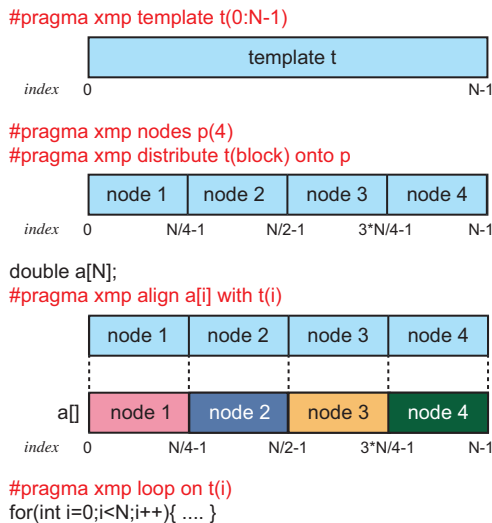 #pragma xmp template t(0:N-1)
template t
index 0 N-1
#pragma xmp nodes p(4)
#pragma xmp distribute t(block) onto p
node 1 node 2 node 3 node 4
index 0 N/4-1 N/2-1 3*N/4-1 N-1
double a[N];
#pragma xmp align a[i] with t(i)
node 1 node 2 node 3 node 4
a[] node 1 node 2 node 3 node 4
index 0 N/4-1 N/2-1 3*N/4-1 N-1
#pragma xmp loop on t(i)
for(int i=0;i<N;i++){ .... }